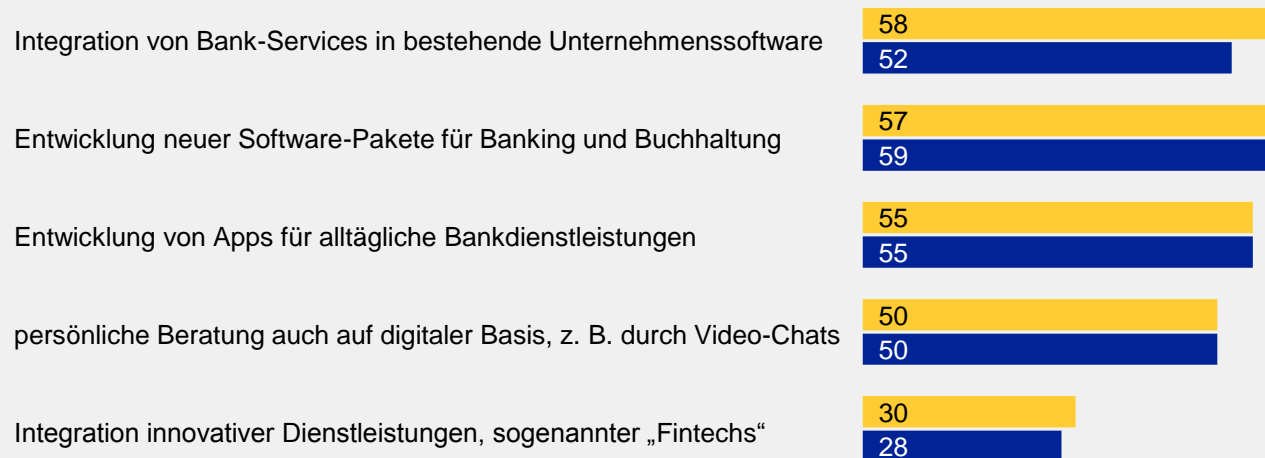 Integration von Bank-Services in bestehende Unternehmenssoftware
58
52
Entwicklung neuer Software-Pakete für Banking und Buchhaltung
57
59
Entwicklung von Apps für alltägliche Bankdienstleistungen
55
55
persönliche Beratung auch auf digitaler Basis, z. B. durch Video-Chats
50
50
Integration innovativer Dienstleistungen, sogenannter „Fintechs“
30
28